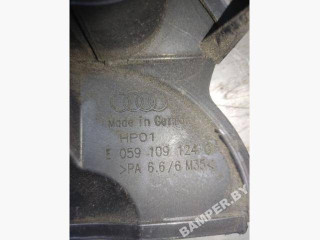 Made in Germany
HP01
059 109 124
>PA 6.6/6 M35<
BAMPER.BY